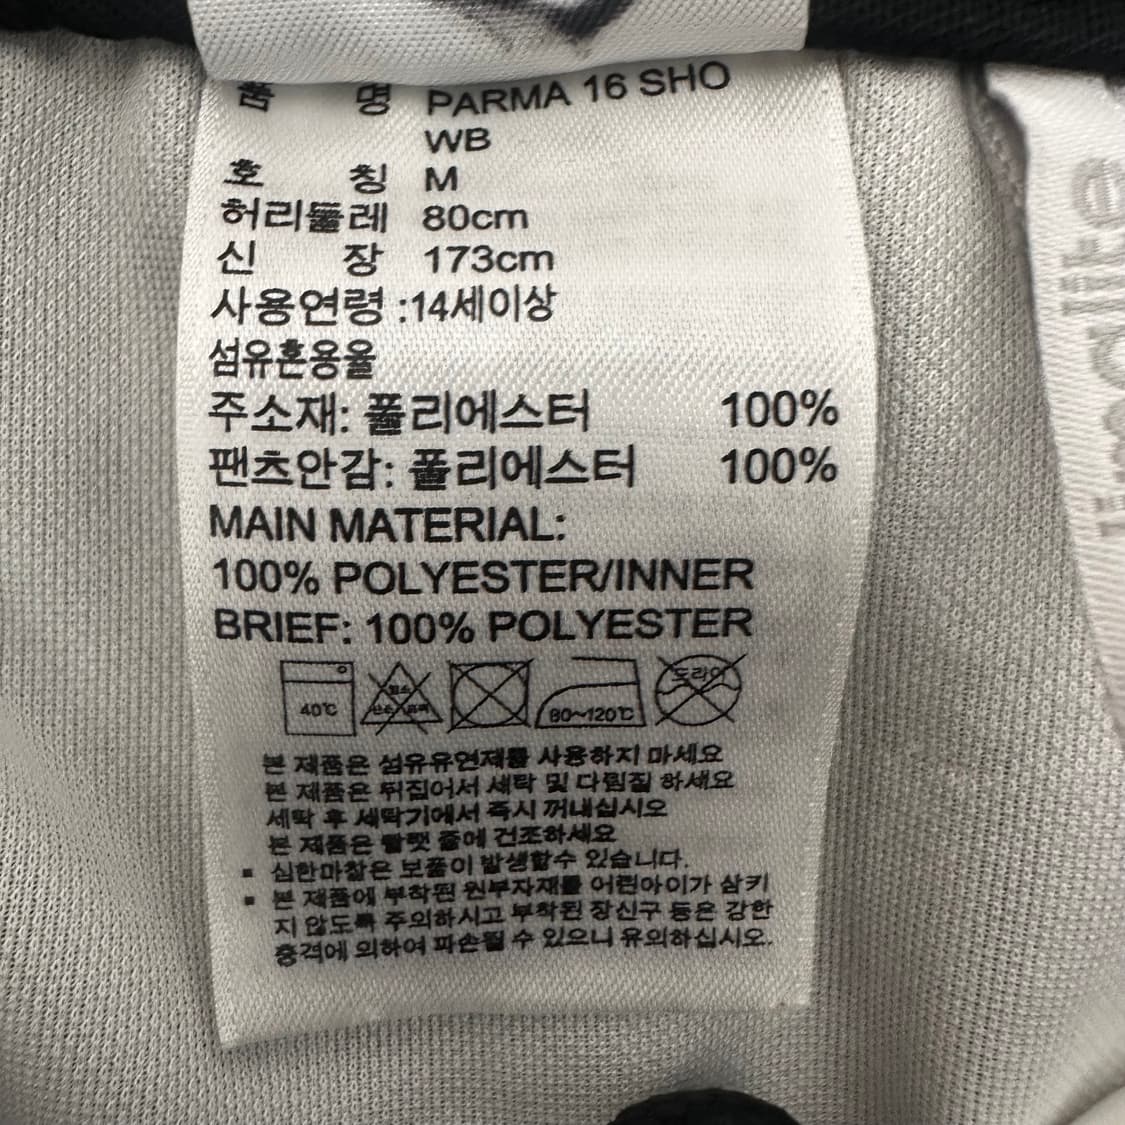 품 명 PARMA 16 SHO
WB
호 칭 M
허리둘레 80cm
신 장 173cm
사용연령 :14세이상
섬유혼용율
주소재: 폴리에스터 100%
팬츠안감: 폴리에스터 100%
MAIN MATERIAL:
100% POLYESTER/INNER
BRIEF: 100% POLYESTER
40℃
염소
산소 표백
80~120℃
드라이
본 제품은 섬유유연제를 사용하지 마세요
본 제품은 뒤집어서 세탁 및 다림질 하세요
세탁 후 세탁기에서 즉시 꺼내십시오
본 제품은 빨랫 줄에 건조하세요
▪ 심한마찰은 보풀이 발생할수 있습니다.
▪ 본 제품에 부착된 원부자재를 어린아이가 삼키
지 않도록 주의하시고 부착된 장신구 등은 강한
충격에 의하여 파손될 수 있으니 유의하십시오.
climalite